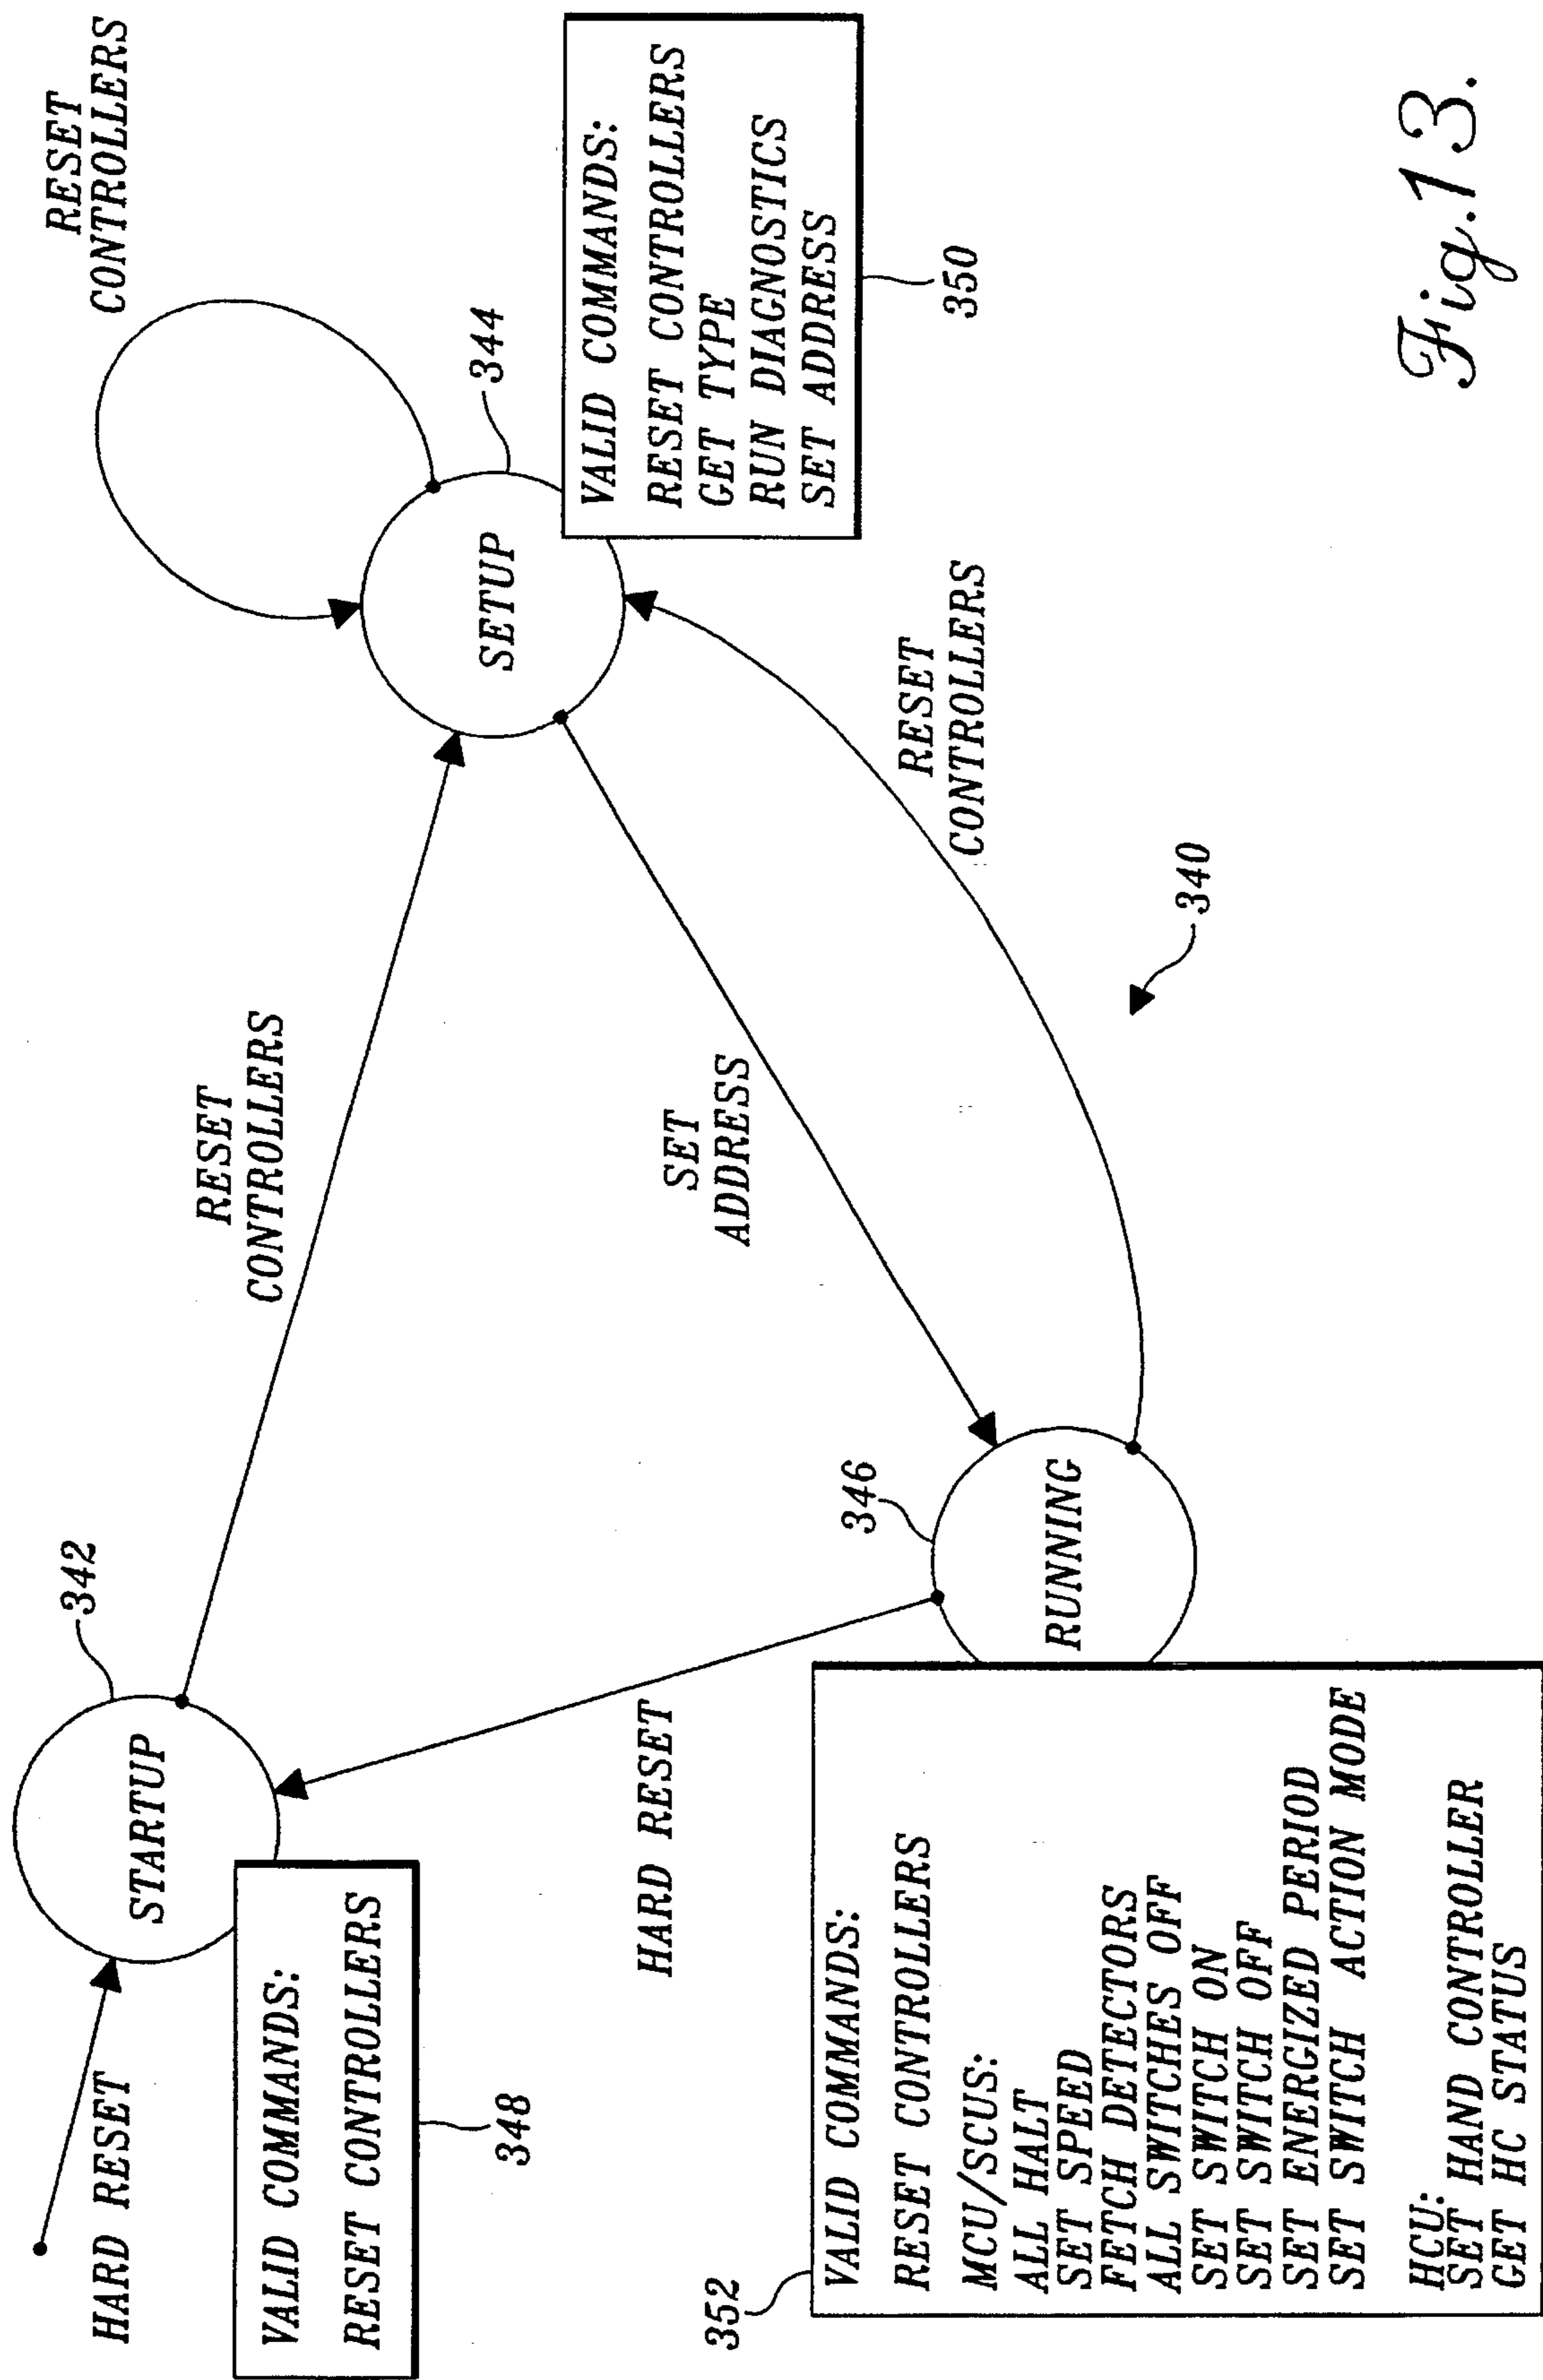 HARD RESET
STARTUP
342
VALID COMMANDS:
RESET CONTROLLERS
348
RESET
CONTROLLERS
RESET
CONTROLLERS
SETUP
344
VALID COMMANDS:
RESET CONTROLLERS
GET TYPE
RUN DIAGNOSTICS
SET ADDRESS
350
HARD RESET
SET
ADDRESS
RESET
CONTROLLERS
346
RUNNING
340
352
VALID COMMANDS:
RESET CONTROLLERS
MCU/SCUS:
ALL HALT
SET SPEED
FETCH DETECTORS
ALL SWITCHES OFF
SET SWITCH ON
SET SWITCH OFF
SET ENERGIZED PERIOD
SET SWITCH ACTION MODE
HCU:
SET HAND CONTROLLER
GET HC STATUS
Fig.13.